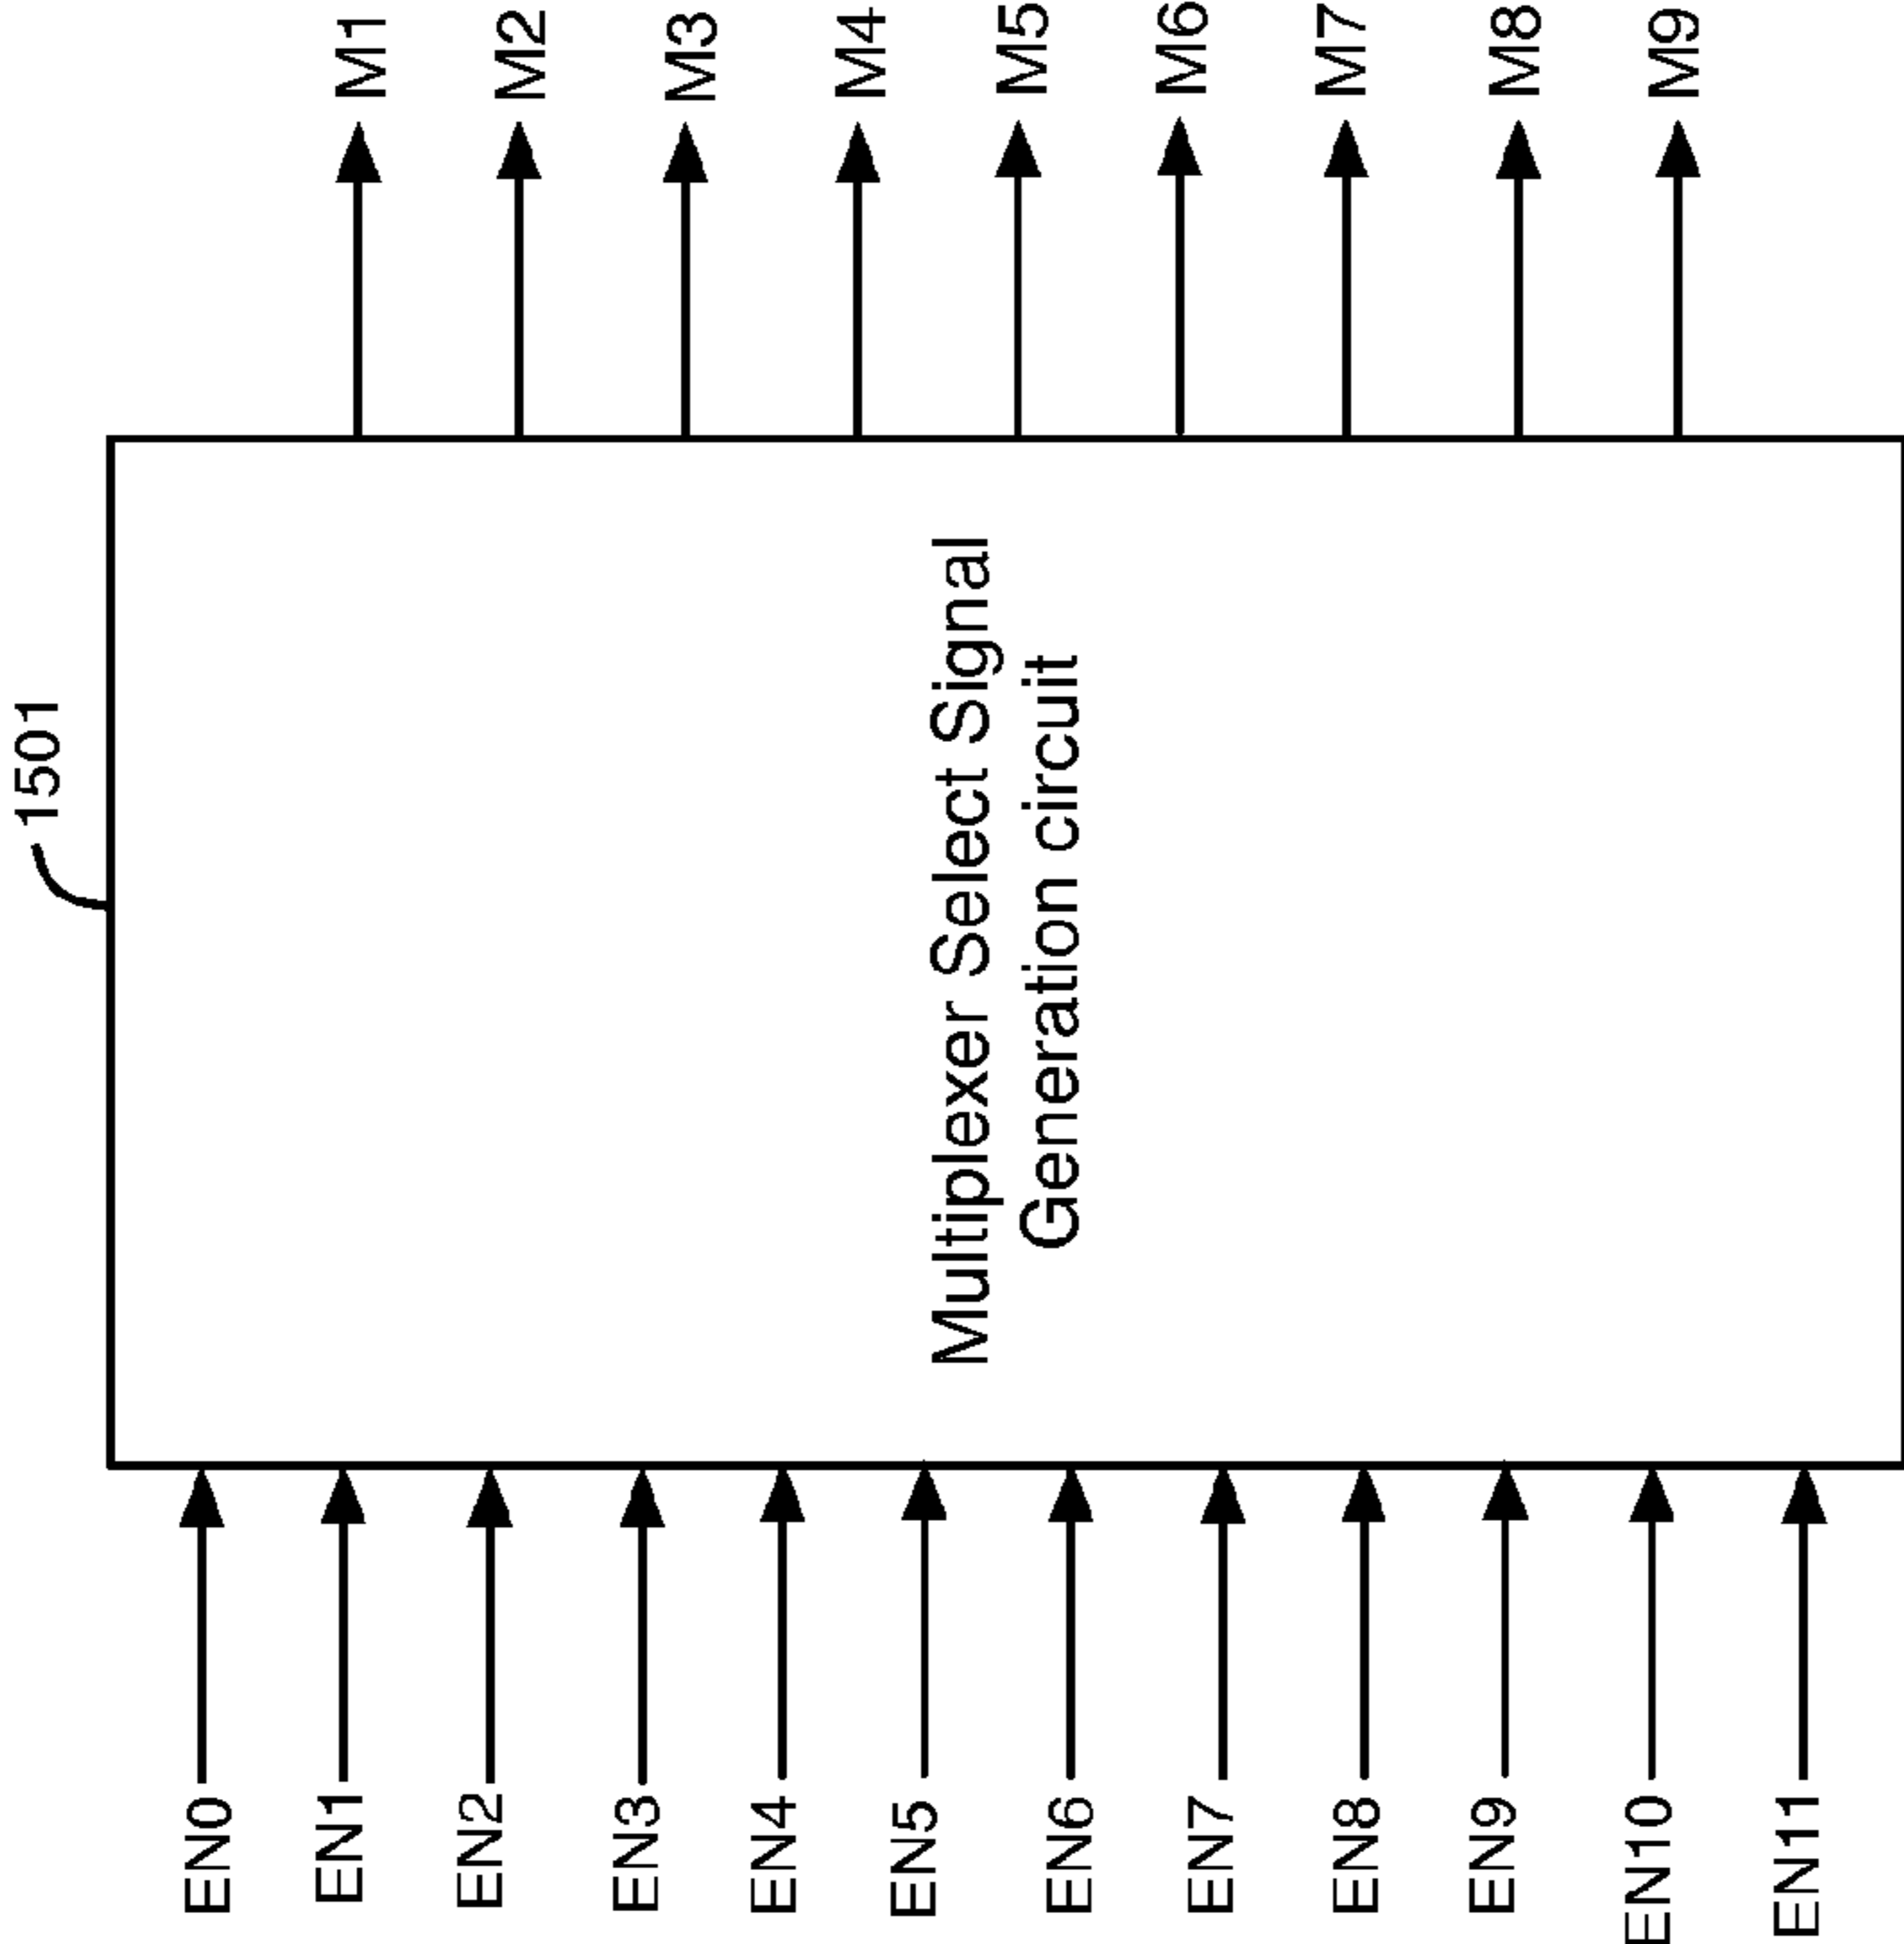 1501
EN0
EN1
EN2
EN3
EN4
EN5
EN6
EN7
EN8
EN9
EN10
EN11
Multiplexer Select Signal
Generation circuit
M1
M2
M3
M4
M5
M6
M7
M8
M9